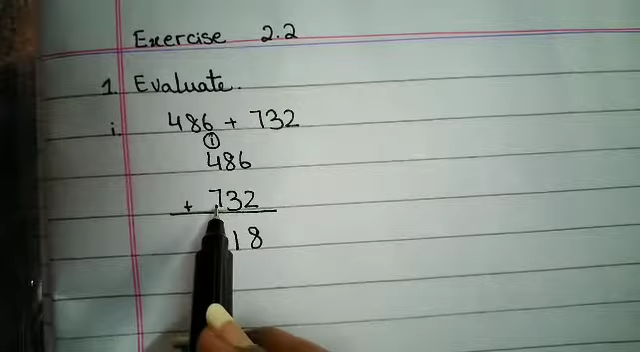 Exercise 2.2
1. Evaluate.
i. 486 + 732
1
486
+ 732
18